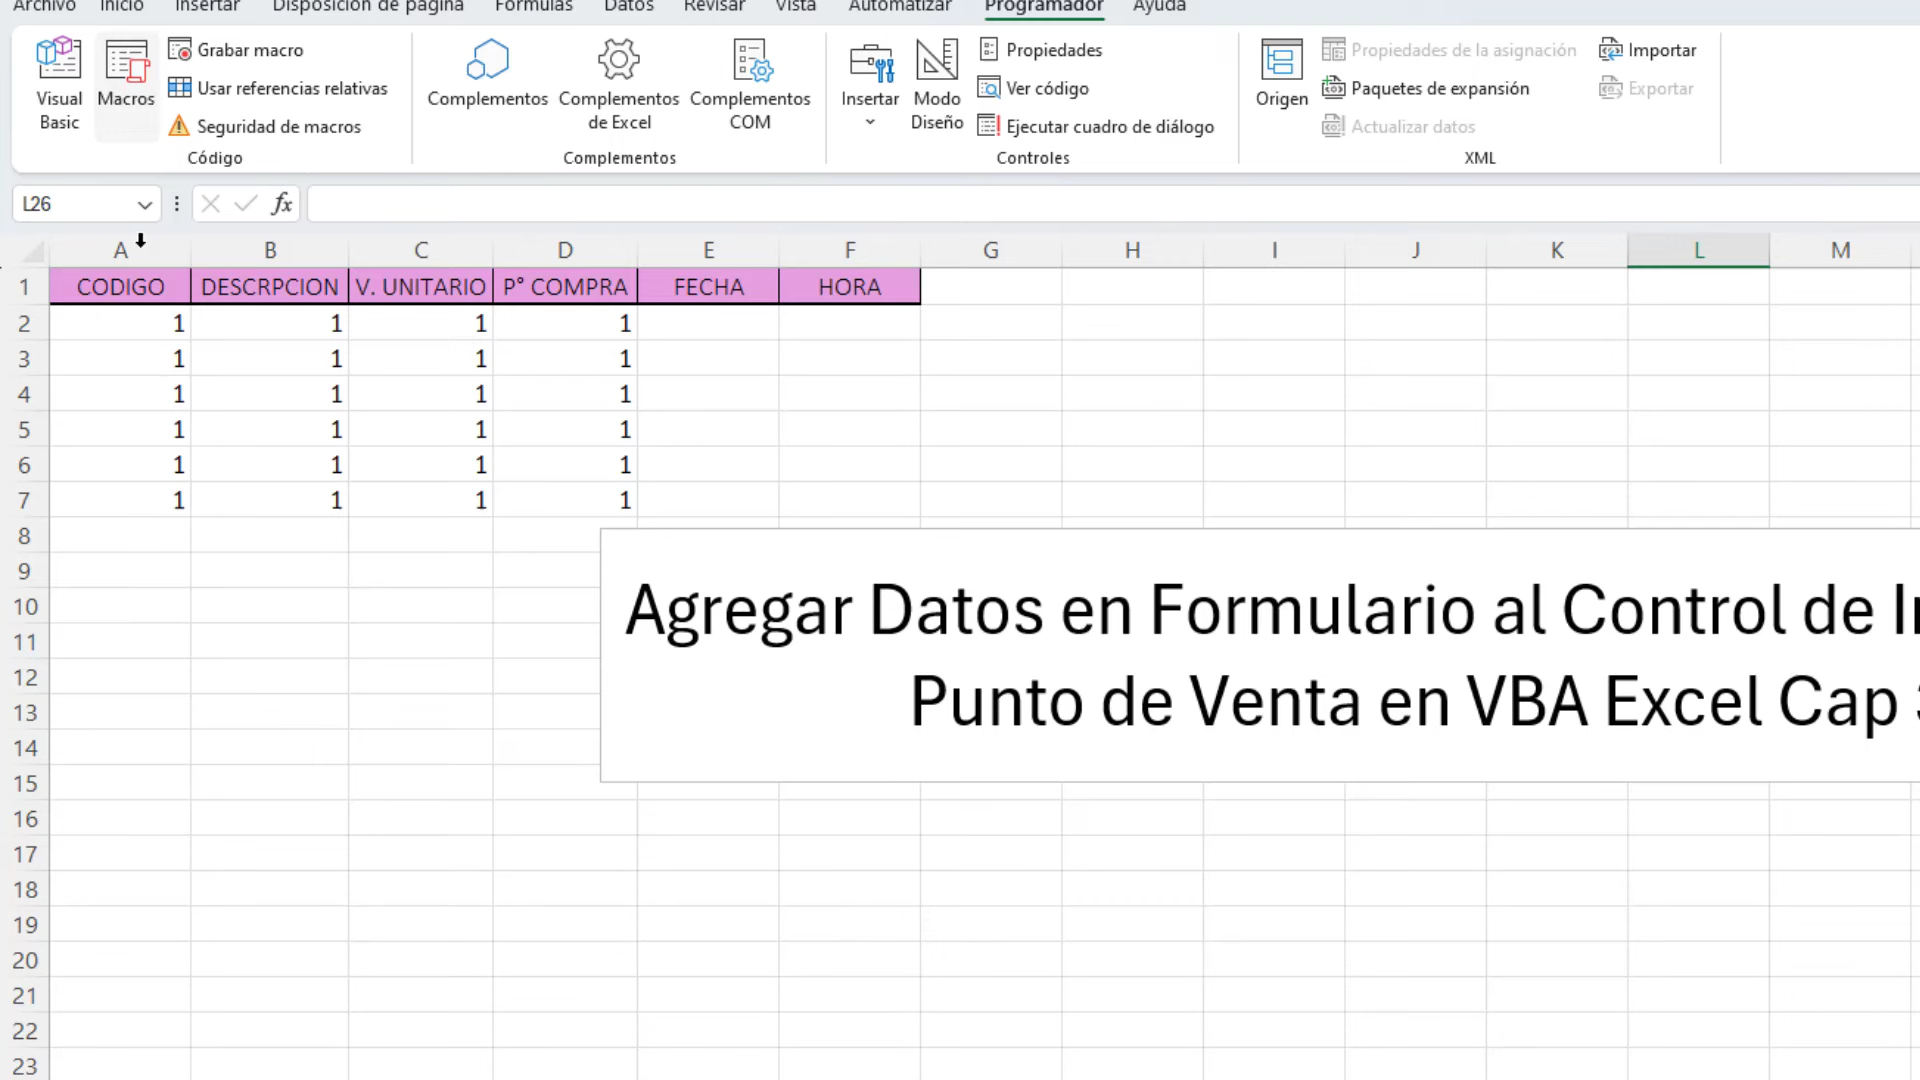 Archivo Inicio Insertar Disposición de página Fórmulas Datos Revisar Vista Automatizar Programador Ayuda
Visual Basic
Macros
Grabar macro
Usar referencias relativas
Seguridad de macros
Código
Complementos
Complementos de Excel
Complementos COM
Complementos
Insertar
Modo Diseño
Propiedades
Ver código
Ejecutar cuadro de diálogo
Controles
Origen
Propiedades de la asignación
Paquetes de expansión
Actualizar datos
Importar
Exportar
XML
L26
fx
A B C D E F G H I J K L M
1 CODIGO DESCRPCION V. UNITARIO P° COMPRA FECHA HORA
2 1 1 1 1
3 1 1 1 1
4 1 1 1 1
5 1 1 1 1
6 1 1 1 1
7 1 1 1 1
8
9
10
11
12
13
14
15
16
17
18
19
20
21
22
23
Agregar Datos en Formulario al Control de
Punto de Venta en VBA Excel Cap